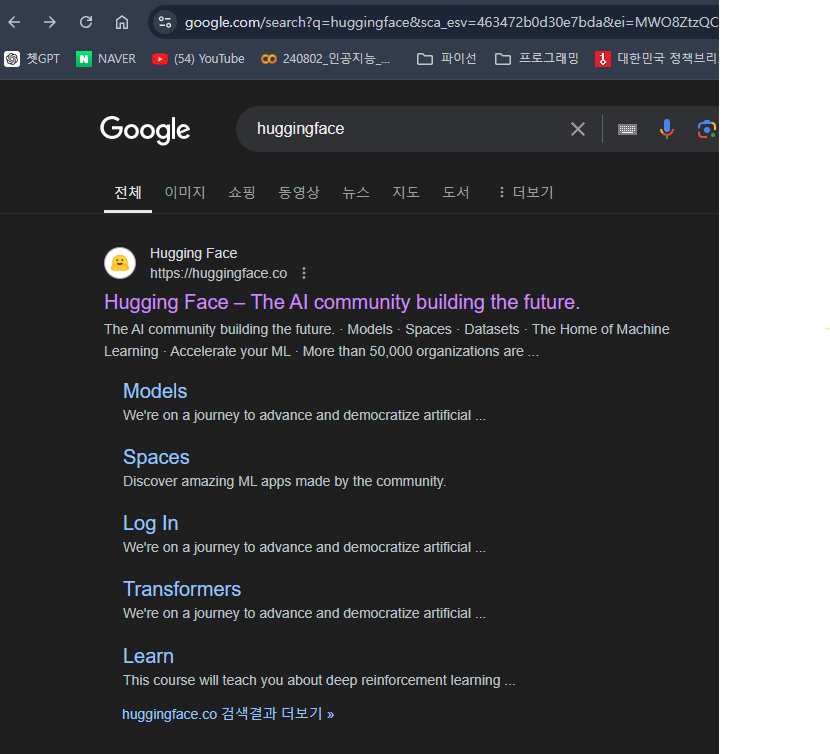 google.com/search?q=huggingface&sca_esv=463472b0d30e7bda&ei=MWO8ZtzQC
챗GPT NAVER (54) YouTube 240802_인공지능_... 파이선 프로그래밍 대한민국 정책브리
Google huggingface
전체 이미지 쇼핑 동영상 뉴스 지도 도서 더보기
Hugging Face
https://huggingface.co
Hugging Face – The AI community building the future.
The AI community building the future. · Models · Spaces · Datasets · The Home of Machine
Learning · Accelerate your ML · More than 50,000 organizations are ...
Models
We're on a journey to advance and democratize artificial ...
Spaces
Discover amazing ML apps made by the community.
Log In
We're on a journey to advance and democratize artificial ...
Transformers
We're on a journey to advance and democratize artificial ...
Learn
This course will teach you about deep reinforcement learning ...
huggingface.co 검색결과 더보기 »